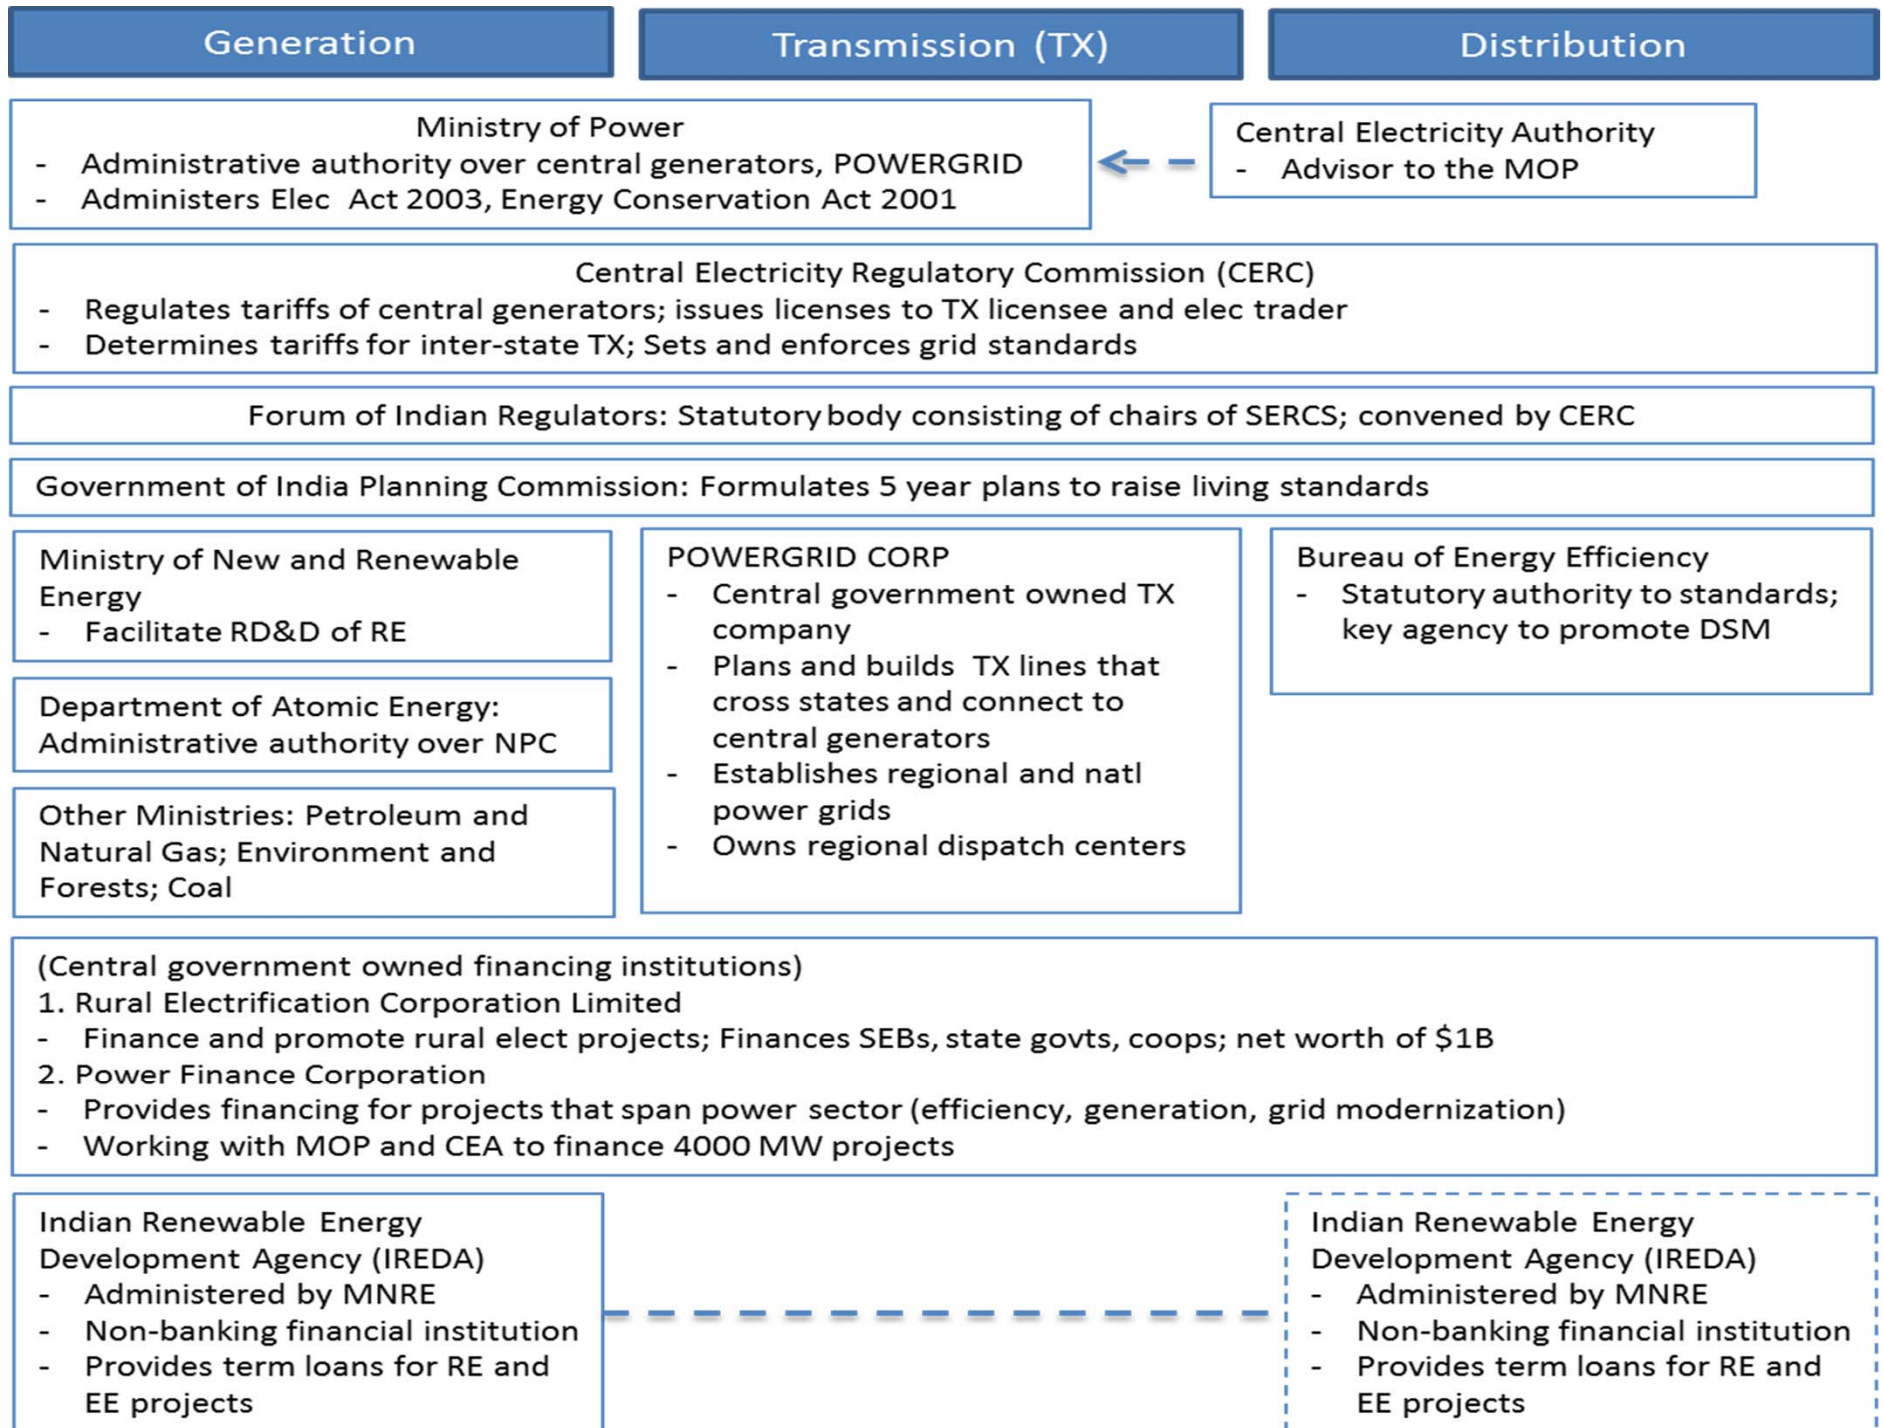 Generation
Transmission (TX)
Distribution
Ministry of Power
- Administrative authority over central generators, POWERGRID
- Administers Elec Act 2003, Energy Conservation Act 2001
Central Electricity Authority
- Advisor to the MOP
Central Electricity Regulatory Commission (CERC)
- Regulates tariffs of central generators; issues licenses to TX licensee and elec trader
- Determines tariffs for inter-state TX; Sets and enforces grid standards
Forum of Indian Regulators: Statutory body consisting of chairs of SERCS; convened by CERC
Government of India Planning Commission: Formulates 5 year plans to raise living standards
Ministry of New and Renewable
Energy
- Facilitate RD&D of RE
Department of Atomic Energy:
Administrative authority over NPC
Other Ministries: Petroleum and
Natural Gas; Environment and
Forests; Coal
POWERGRID CORP
- Central government owned TX
company
- Plans and builds TX lines that
cross states and connect to
central generators
- Establishes regional and natl
power grids
- Owns regional dispatch centers
Bureau of Energy Efficiency
- Statutory authority to standards;
key agency to promote DSM
(Central government owned financing institutions)
1. Rural Electrification Corporation Limited
- Finance and promote rural elect projects; Finances SEBs, state govts, coops; net worth of $1B
2. Power Finance Corporation
- Provides financing for projects that span power sector (efficiency, generation, grid modernization)
- Working with MOP and CEA to finance 4000 MW projects
Indian Renewable Energy
Development Agency (IREDA)
- Administered by MNRE
- Non-banking financial institution
- Provides term loans for RE and
EE projects
Indian Renewable Energy
Development Agency (IREDA)
- Administered by MNRE
- Non-banking financial institution
- Provides term loans for RE and
EE projects